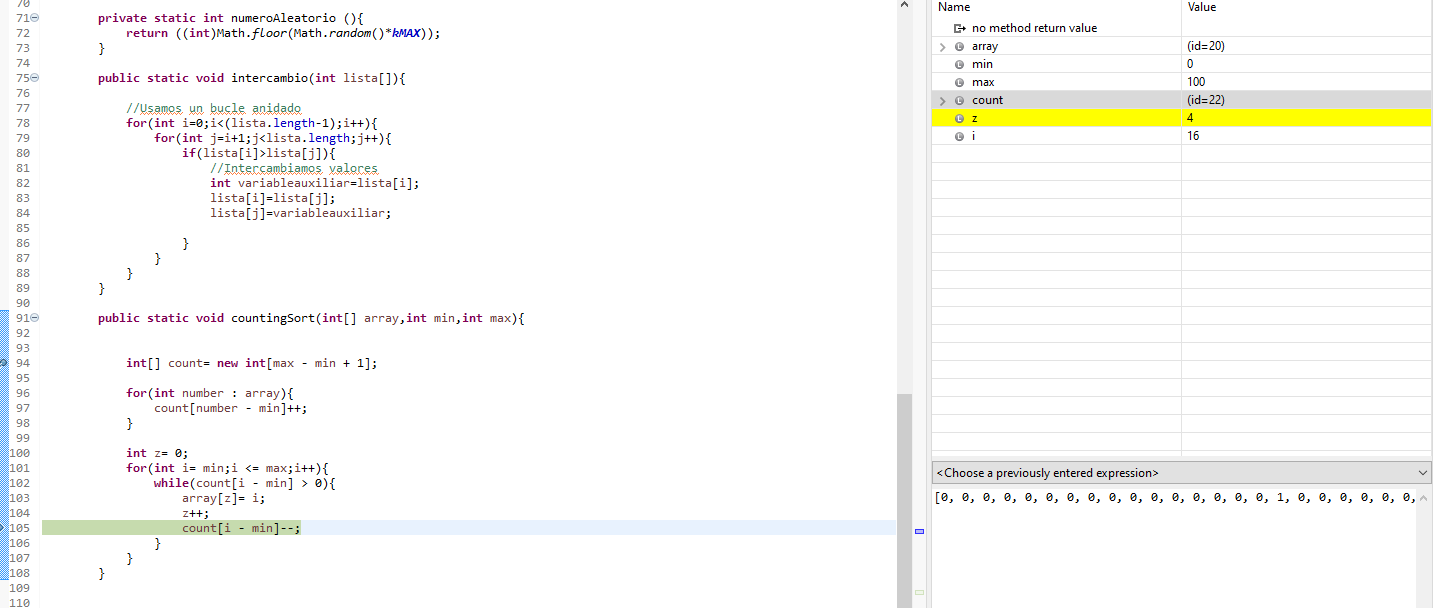 70
71 private static int numeroAleatorio (){
72 return ((int)Math.floor(Math.random()*kMAX));
73 }
74
75 public static void intercambio(int lista[]){
76
77 //Usamos un bucle anidado
78 for(int i=0;i<(lista.length-1);i++){
79 for(int j=i+1;j<lista.length;j++){
80 if(lista[i]>lista[j]){
81 //Intercambiamos valores
82 int variableauxiliar=lista[i];
83 lista[i]=lista[j];
84 lista[j]=variableauxiliar;
85
86 }
87 }
88 }
89 }
90
91 public static void countingSort(int[] array,int min,int max){
92
93
94 int[] count= new int[max - min + 1];
95
96 for(int number : array){
97 count[number - min]++;
98 }
99
100 int z= 0;
101 for(int i= min;i <= max;i++){
102 while(count[i - min] > 0){
103 array[z]= i;
104 z++;
105 count[i - min]--;
106 }
107 }
108 }
109
110
Name Value
no method return value
array (id=20)
min 0
max 100
count (id=22)
z 4
i 16
<Choose a previously entered expression>
[0, 0, 0, 0, 0, 0, 0, 0, 0, 0, 0, 0, 0, 0, 0, 0, 1, 0, 0, 0, 0, 0, 0,